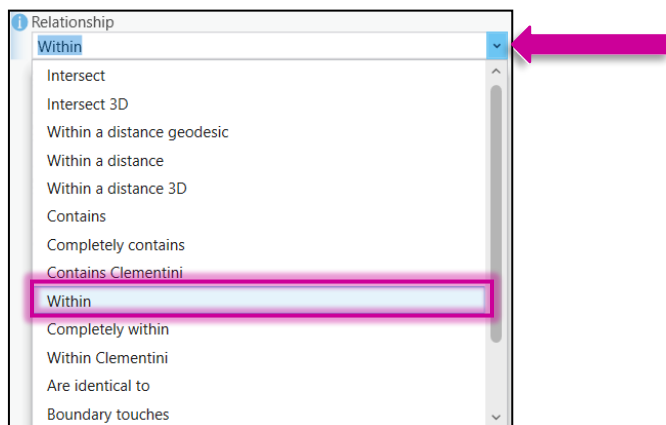 Relationship
Within
Intersect
Intersect 3D
Within a distance geodesic
Within a distance
Within a distance 3D
Contains
Completely contains
Contains Clementini
Within
Completely within
Within Clementini
Are identical to
Boundary touches